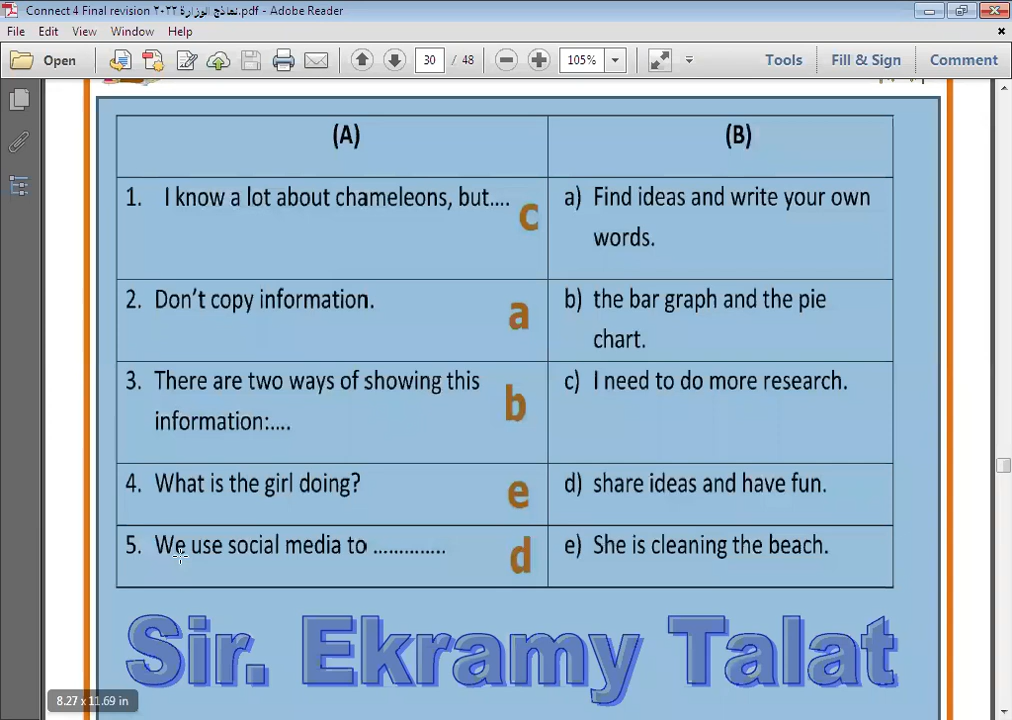 Connect 4 Final revision نماذج الوزارة ٢٠٢٢.pdf - Adobe Reader
File Edit View Window Help
Open 30 / 48 105% Tools Fill & Sign Comment
(A) (B)
1. I know a lot about chameleons, but.... c
a) Find ideas and write your own
words.
2. Don't copy information. a
b) the bar graph and the pie
chart.
3. There are two ways of showing this
information:.... b
c) I need to do more research.
4. What is the girl doing? e
d) share ideas and have fun.
5. We use social media to .............. d
e) She is cleaning the beach.
Sir. Ekramy Talat
8.27 x 11.69 in